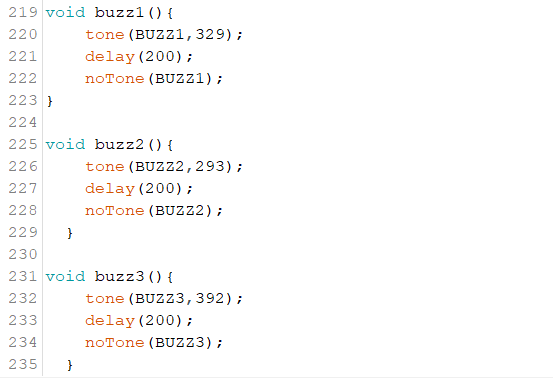 219 void buzz1(){
220     tone(BUZZ1,329);
221     delay(200);
222     noTone(BUZZ1);
223 }
224
225 void buzz2(){
226     tone(BUZZ2,293);
227     delay(200);
228     noTone(BUZZ2);
229   }
230
231 void buzz3(){
232     tone(BUZZ3,392);
233     delay(200);
234     noTone(BUZZ3);
235   }